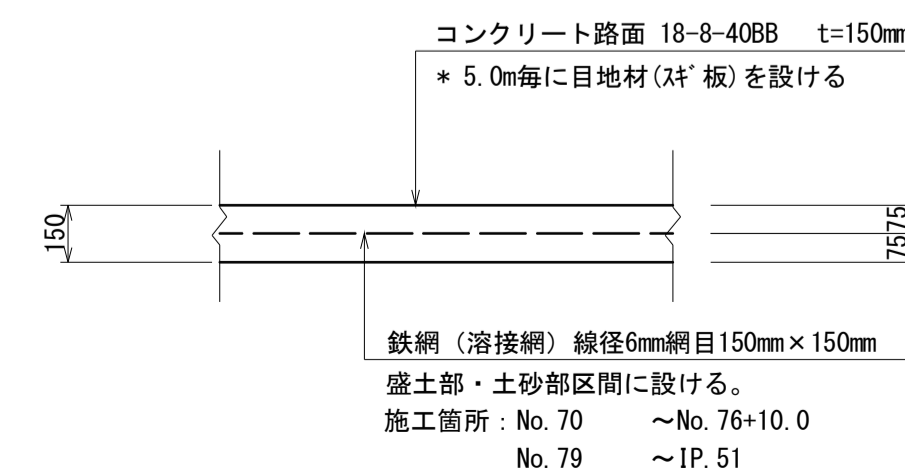 コンクリート路面 18-8-40BB t=150mm
* 5.0m毎に目地材(ｽｷﾞ板)を設ける
150
75
75
鉄網（溶接網）線径6mm網目150mm×150mm
盛土部・土砂部区間に設ける。
施工箇所：No.70 ～No.76+10.0
No.79 ～IP.51